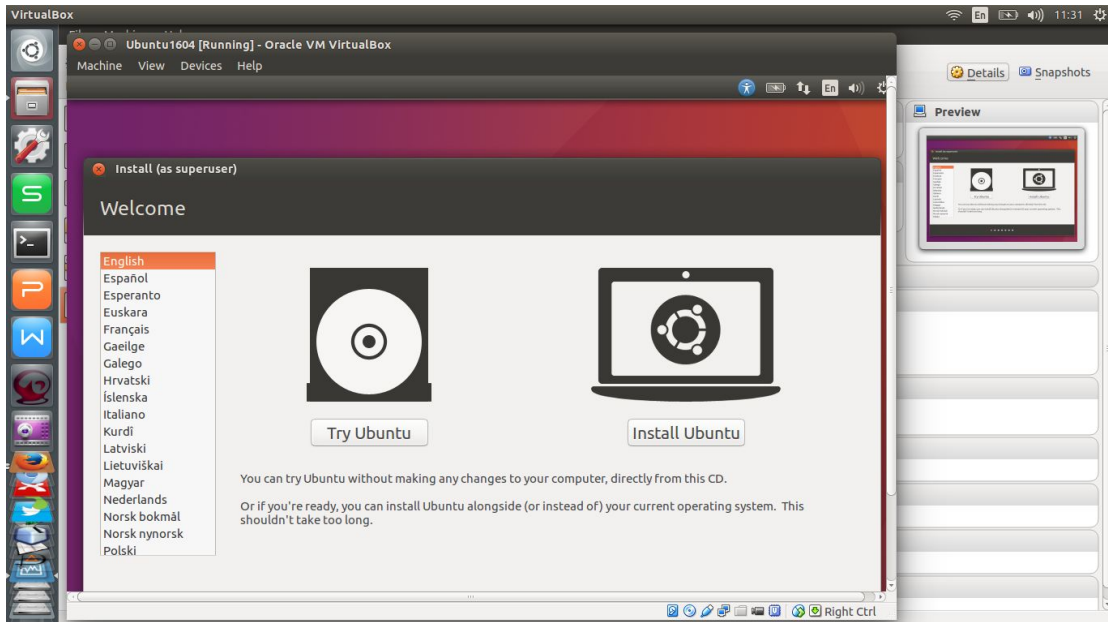 VirtualBox
En
11:31
Ubuntu1604 [Running] - Oracle VM VirtualBox
Machine View Devices Help
Details
Snapshots
En
Preview
Install (as superuser)
Welcome
English
Español
Esperanto
Euskara
Français
Gaeilge
Galego
Hrvatski
Íslenska
Italiano
Kurdî
Latviski
Lietuviškai
Magyar
Nederlands
Norsk bokmål
Norsk nynorsk
Polski
Try Ubuntu
Install Ubuntu
You can try Ubuntu without making any changes to your computer, directly from this CD.
Or if you're ready, you can install Ubuntu alongside (or instead of) your current operating system. This
shouldn't take too long.
Right Ctrl